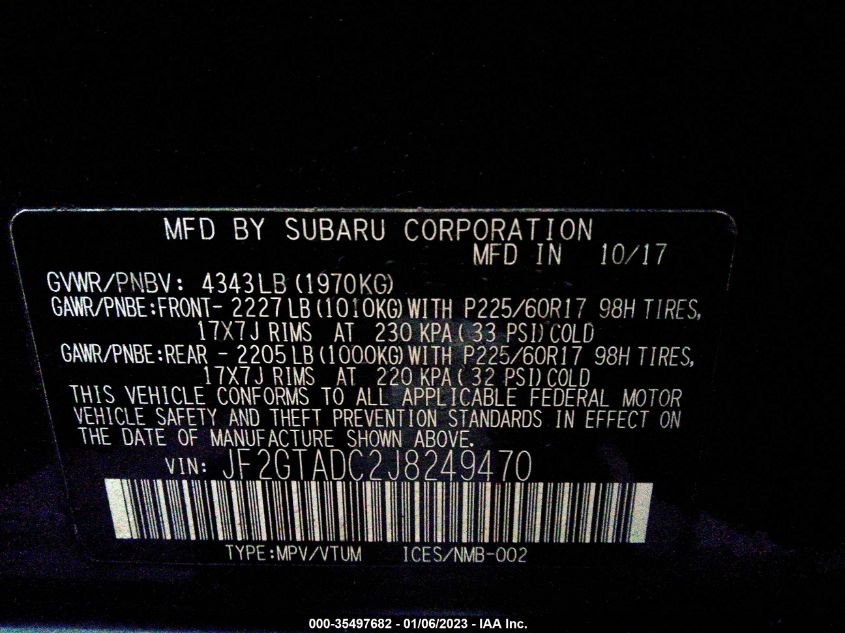 MFD BY SUBARU CORPORATION
MFD IN 10/17
GVWR/PNBV: 4343LB (1970KG)
GAWR/PNBE:FRONT- 2227LB (1010KG) WITH P225/60R17 98H TIRES,
17X7J RIMS AT 230 KPA( 33 PSI) COLD
GAWR/PNBE:REAR - 2205LB (1000KG) WITH P225/60R17 98H TIRES,
17X7J RIMS AT 220 KPA( 32 PSI) COLD
THIS VEHICLE CONFORMS TO ALL APPLICABLE FEDERAL MOTOR
VEHICLE SAFETY AND THEFT PREVENTION STANDARDS IN EFFECT ON
THE DATE OF MANUFACTURE SHOWN ABOVE.
VIN: JF2GTADC2J8249470
TYPE:MPV/VTUM ICES/NMB-002
000-35497682 - 01/06/2023 - IAA Inc.